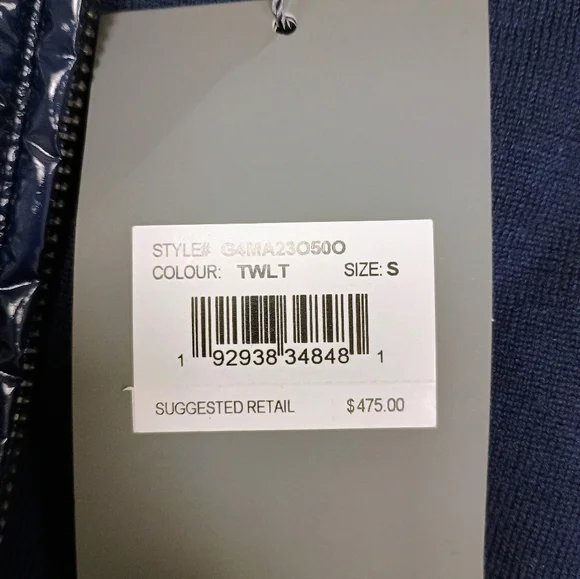 STYLE# G4MA23O50O
COLOUR: TWLT SIZE: S
1 92938 34848 1
SUGGESTED RETAIL $475.00